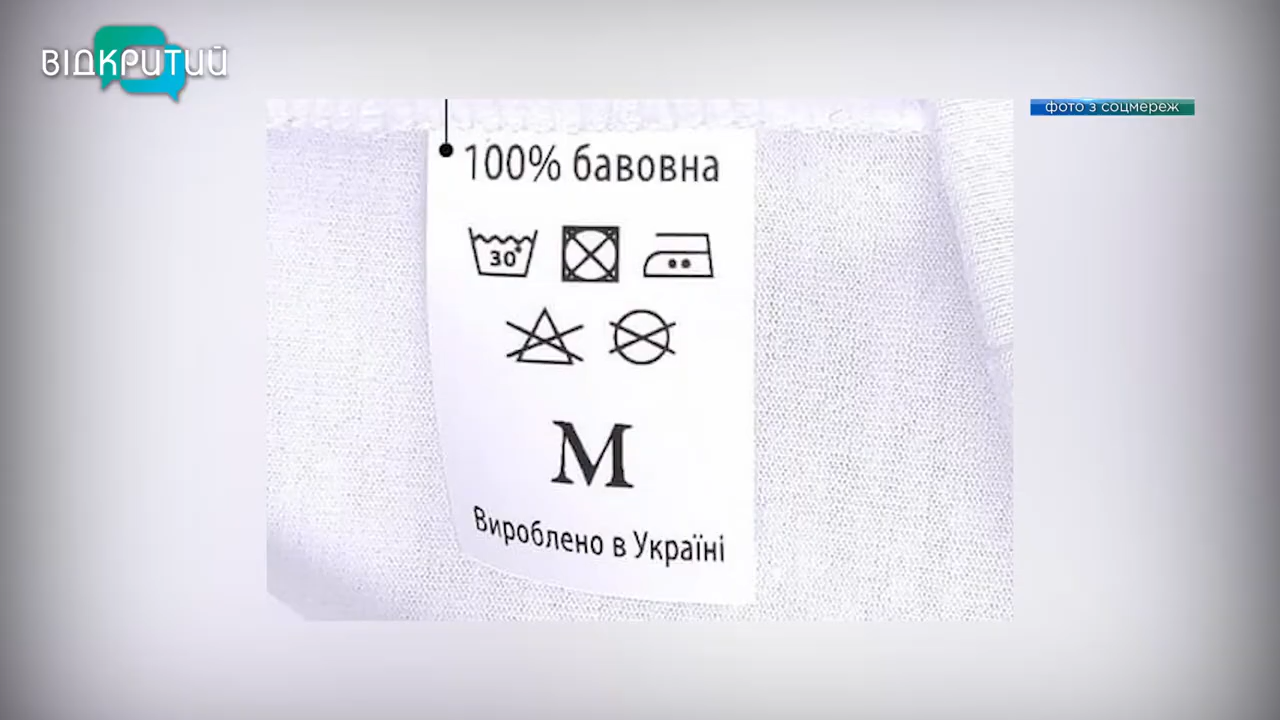 ВІДКРИТИЙ
фото з соцмереж
100% бавовна
30°
M
Вироблено в Україні